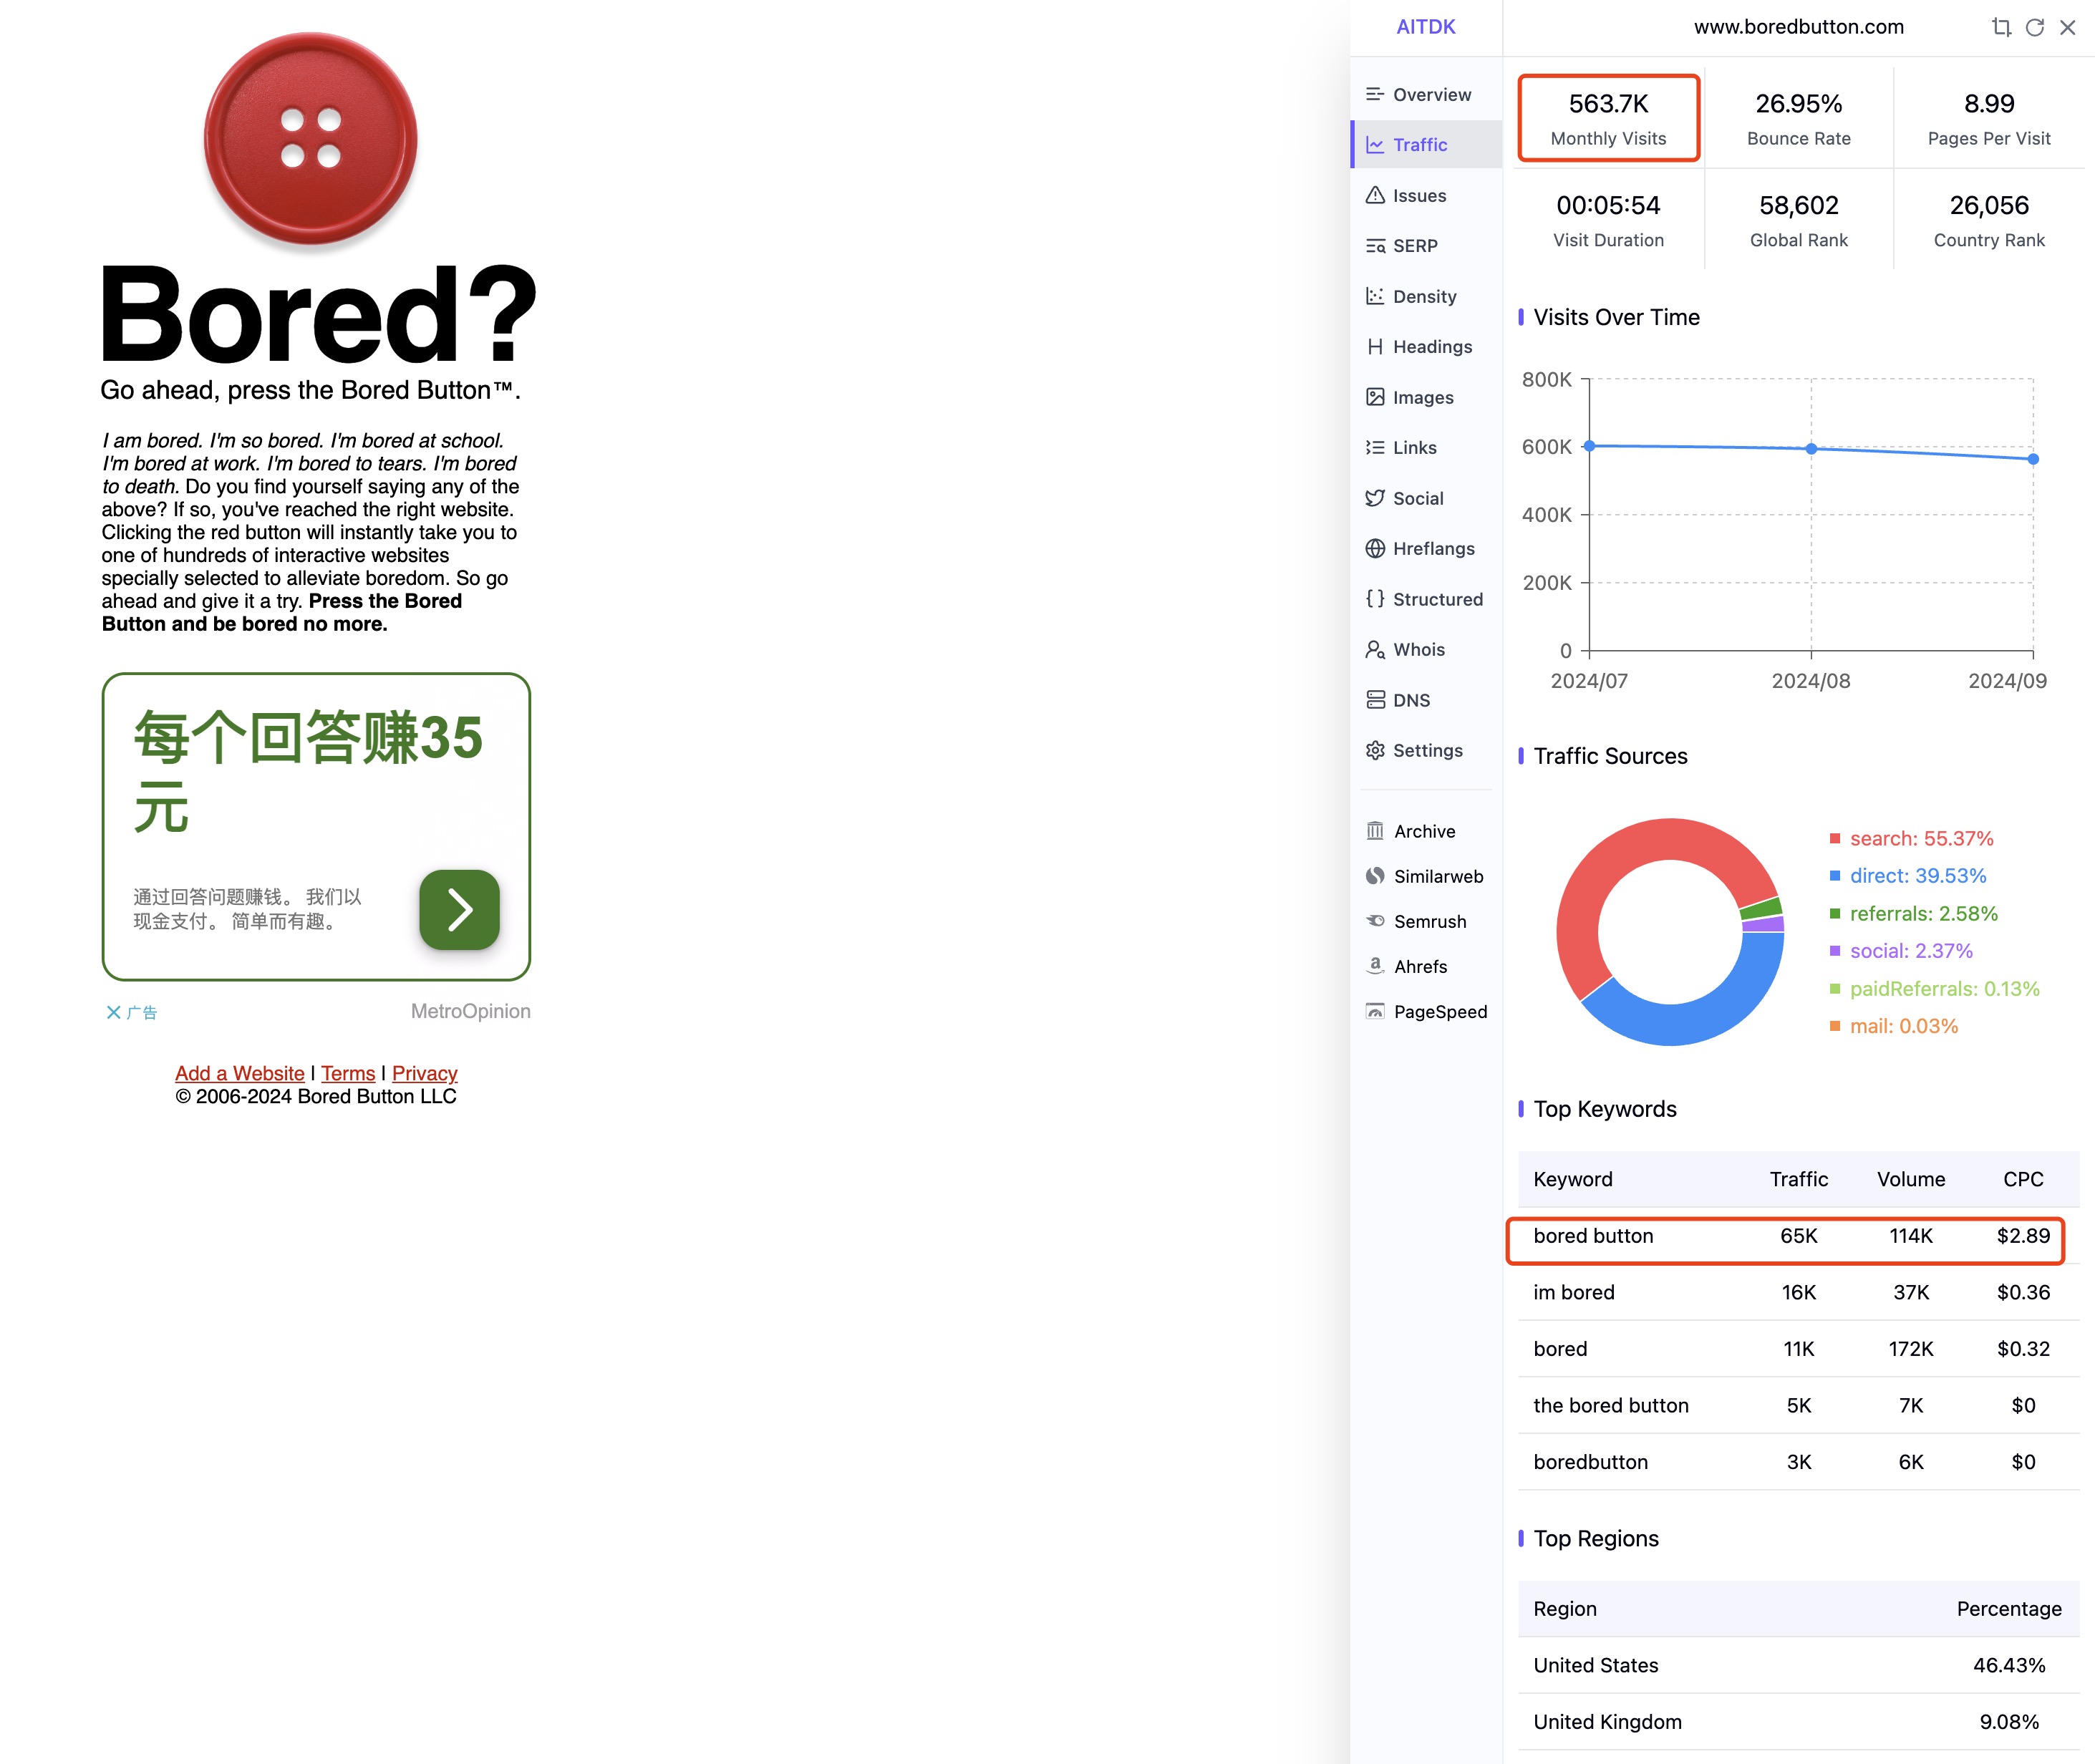 Bored?
Go ahead, press the Bored Button™.
I am bored. I'm so bored. I'm bored at school.
I'm bored at work. I'm bored to tears. I'm bored
to death. Do you find yourself saying any of the
above? If so, you've reached the right website.
Clicking the red button will instantly take you to
one of hundreds of interactive websites
specially selected to alleviate boredom. So go
ahead and give it a try. Press the Bored
Button and be bored no more.
每个回答赚35
元
通过回答问题赚钱。 我们以
现金支付。 简单而有趣。
广告
MetroOpinion
Add a Website | Terms | Privacy
© 2006-2024 Bored Button LLC
AITDK
www.boredbutton.com
Overview
Traffic
Issues
SERP
Density
Headings
Images
Links
Social
Hreflangs
Structured
Whois
DNS
Settings
Archive
Similarweb
Semrush
Ahrefs
PageSpeed
563.7K
Monthly Visits
26.95%
Bounce Rate
8.99
Pages Per Visit
00:05:54
Visit Duration
58,602
Global Rank
26,056
Country Rank
Visits Over Time
800K
600K
400K
200K
0
2024/07 2024/08 2024/09
Traffic Sources
search: 55.37%
direct: 39.53%
referrals: 2.58%
social: 2.37%
paidReferrals: 0.13%
mail: 0.03%
Top Keywords
Keyword Traffic Volume CPC
bored button 65K 114K $2.89
im bored 16K 37K $0.36
bored 11K 172K $0.32
the bored button 5K 7K $0
boredbutton 3K 6K $0
Top Regions
Region Percentage
United States 46.43%
United Kingdom 9.08%